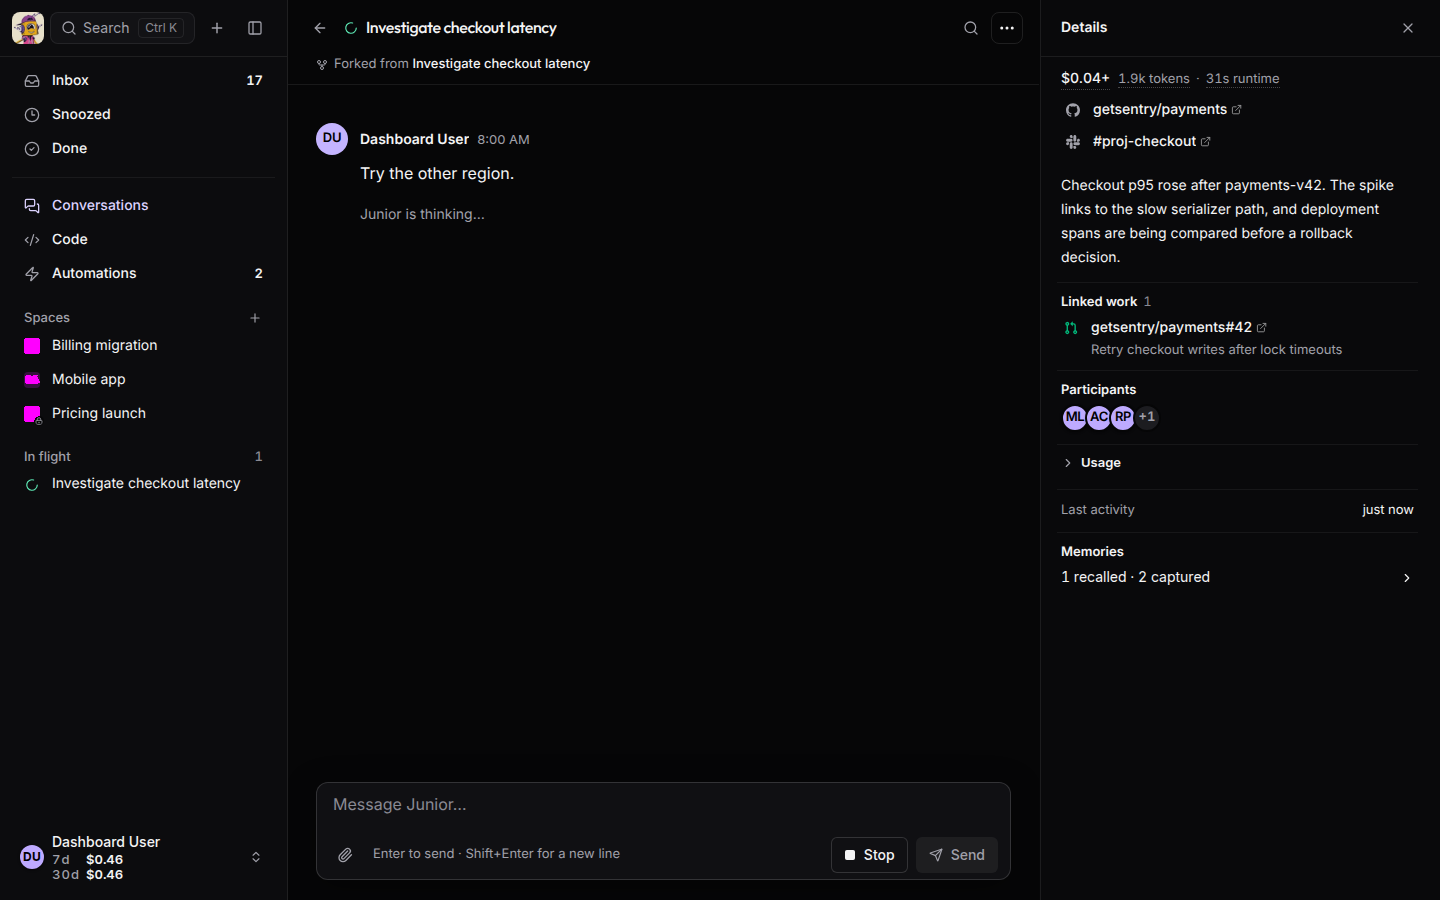 Search Ctrl K
Inbox 17
Snoozed
Done
Conversations
Code
Automations 2
Spaces
Billing migration
Mobile app
Pricing launch
In flight 1
Investigate checkout latency
DU Dashboard User
7d $0.46
30d $0.46
Investigate checkout latency
Forked from Investigate checkout latency
DU Dashboard User 8:00 AM
Try the other region.
Junior is thinking...
Message Junior...
Enter to send · Shift+Enter for a new line
Stop
Send
Details
$0.04+ 1.9k tokens · 31s runtime
getsentry/payments
#proj-checkout
Checkout p95 rose after payments-v42. The spike
links to the slow serializer path, and deployment
spans are being compared before a rollback
decision.
Linked work 1
getsentry/payments#42
Retry checkout writes after lock timeouts
Participants
ML AC RP +1
Usage
Last activity just now
Memories
1 recalled · 2 captured